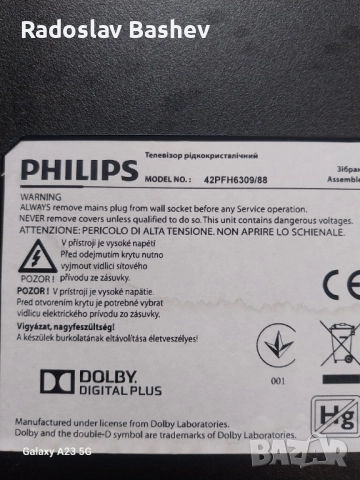 Radoslav Bashev
Телевізор рідкокристалічний
Зібран
PHILIPS
MODEL NO.: 42PFH6309/88
Assemble
WARNING
ALWAYS remove mains plug from wall socket before any Service operation.
NEVER remove covers unless qualified to do so. This unit contains dangerous voltages.
ATTENZIONE: PERICOLO DI ALTA TENSIONE. NON APRIRE LO SCHIENALE.
V přístroji je vysoké napětí
Před odejmutím krytu nutno
vyjmout vidlici síťového
POZOR ! přívodu ze zásuvky.
POZOR ! V prístroji je vysoké napätie.
Pred otvorením krytu je potrebné vybrat
vidlicu elektrického prívodu zo zásuvky.
Vigyázat, nagyfeszültség!
A készülek burkolatának eltávolítása életveszélyes!
CE
DOLBY
DIGITAL PLUS
001
Manufactured under license from Dolby Laboratories.
Dolby and the double-D symbol are trademarks of Dolby Laboratories.
Hg
Galaxy A23 5G
bazar